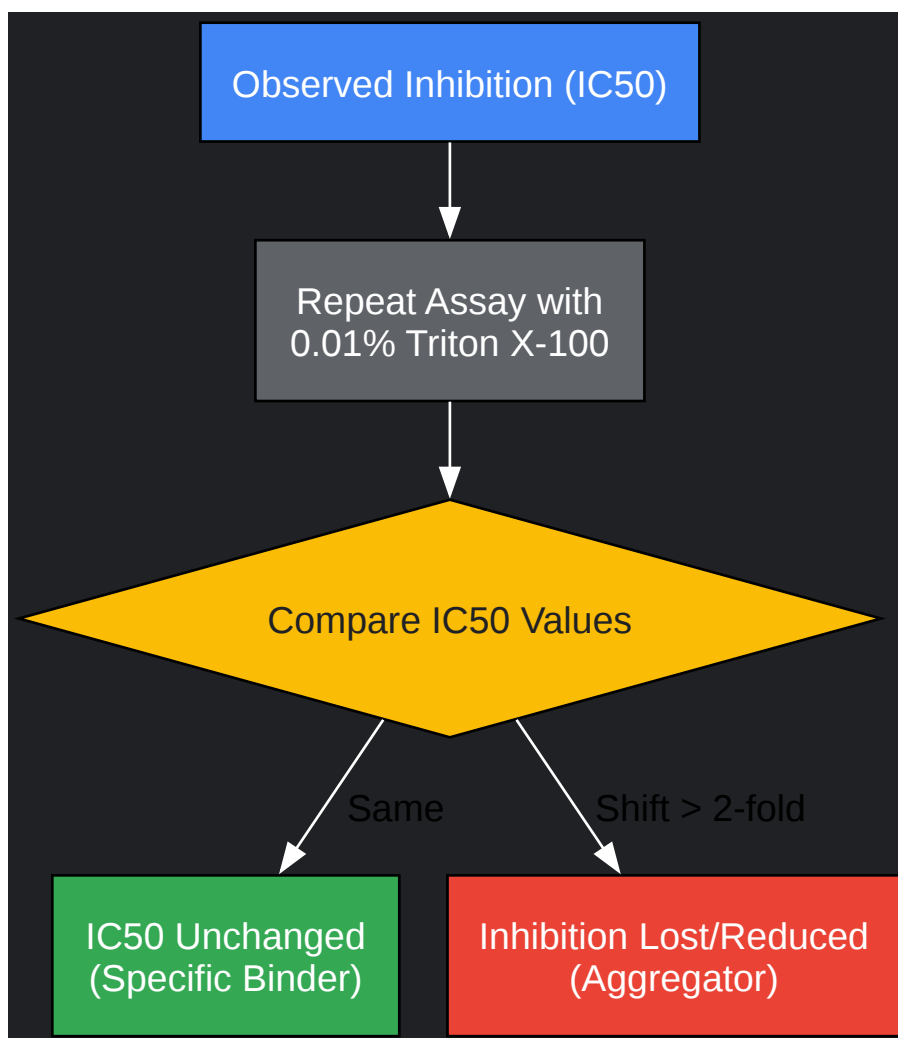 Observed Inhibition (IC50)
Repeat Assay with
0.01% Triton X-100
Compare IC50 Values
Same
Shift > 2-fold
IC50 Unchanged
(Specific Binder)
Inhibition Lost/Reduced
(Aggregator)